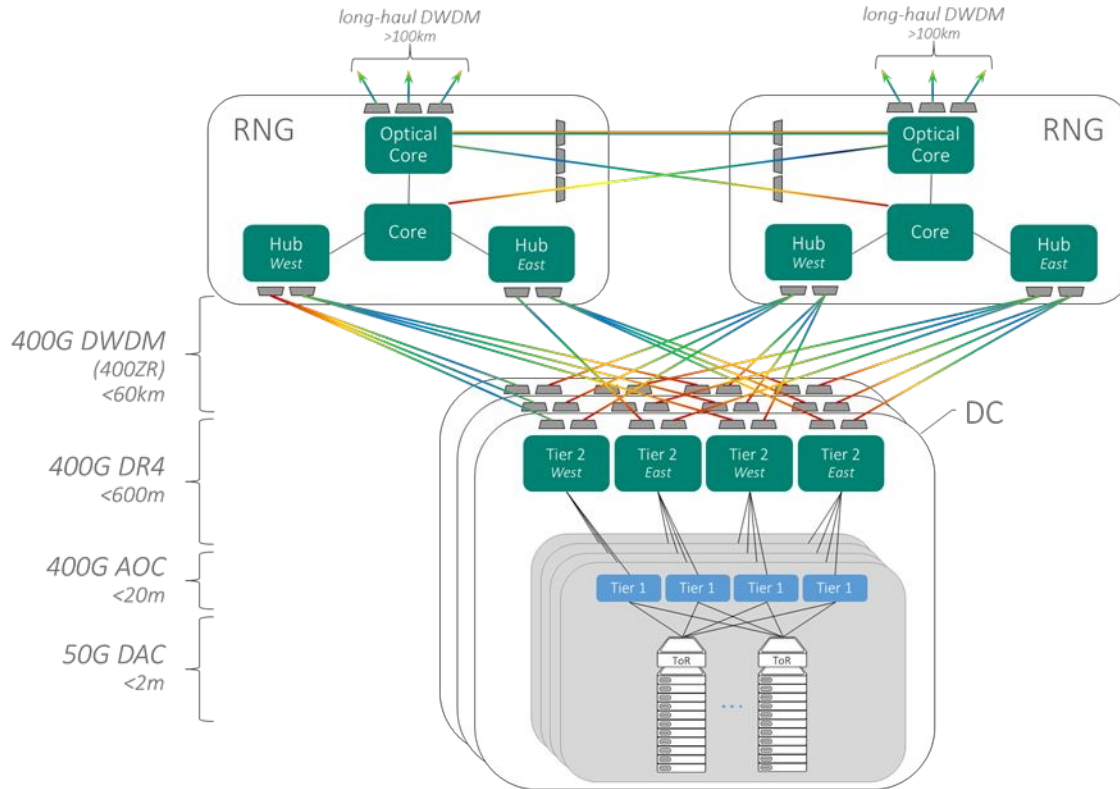 long-haul DWDM
>100km
long-haul DWDM
>100km
RNG
Optical
Core
Optical
Core
RNG
Core
Core
Hub
West
Hub
East
Hub
West
Hub
East
400G DWDM
(400ZR)
<60km
DC
Tier 2
West
Tier 2
East
Tier 2
West
Tier 2
East
400G DR4
<600m
400G AOC
<20m
Tier 1
Tier 1
Tier 1
Tier 1
50G DAC
<2m
ToR
ToR
...